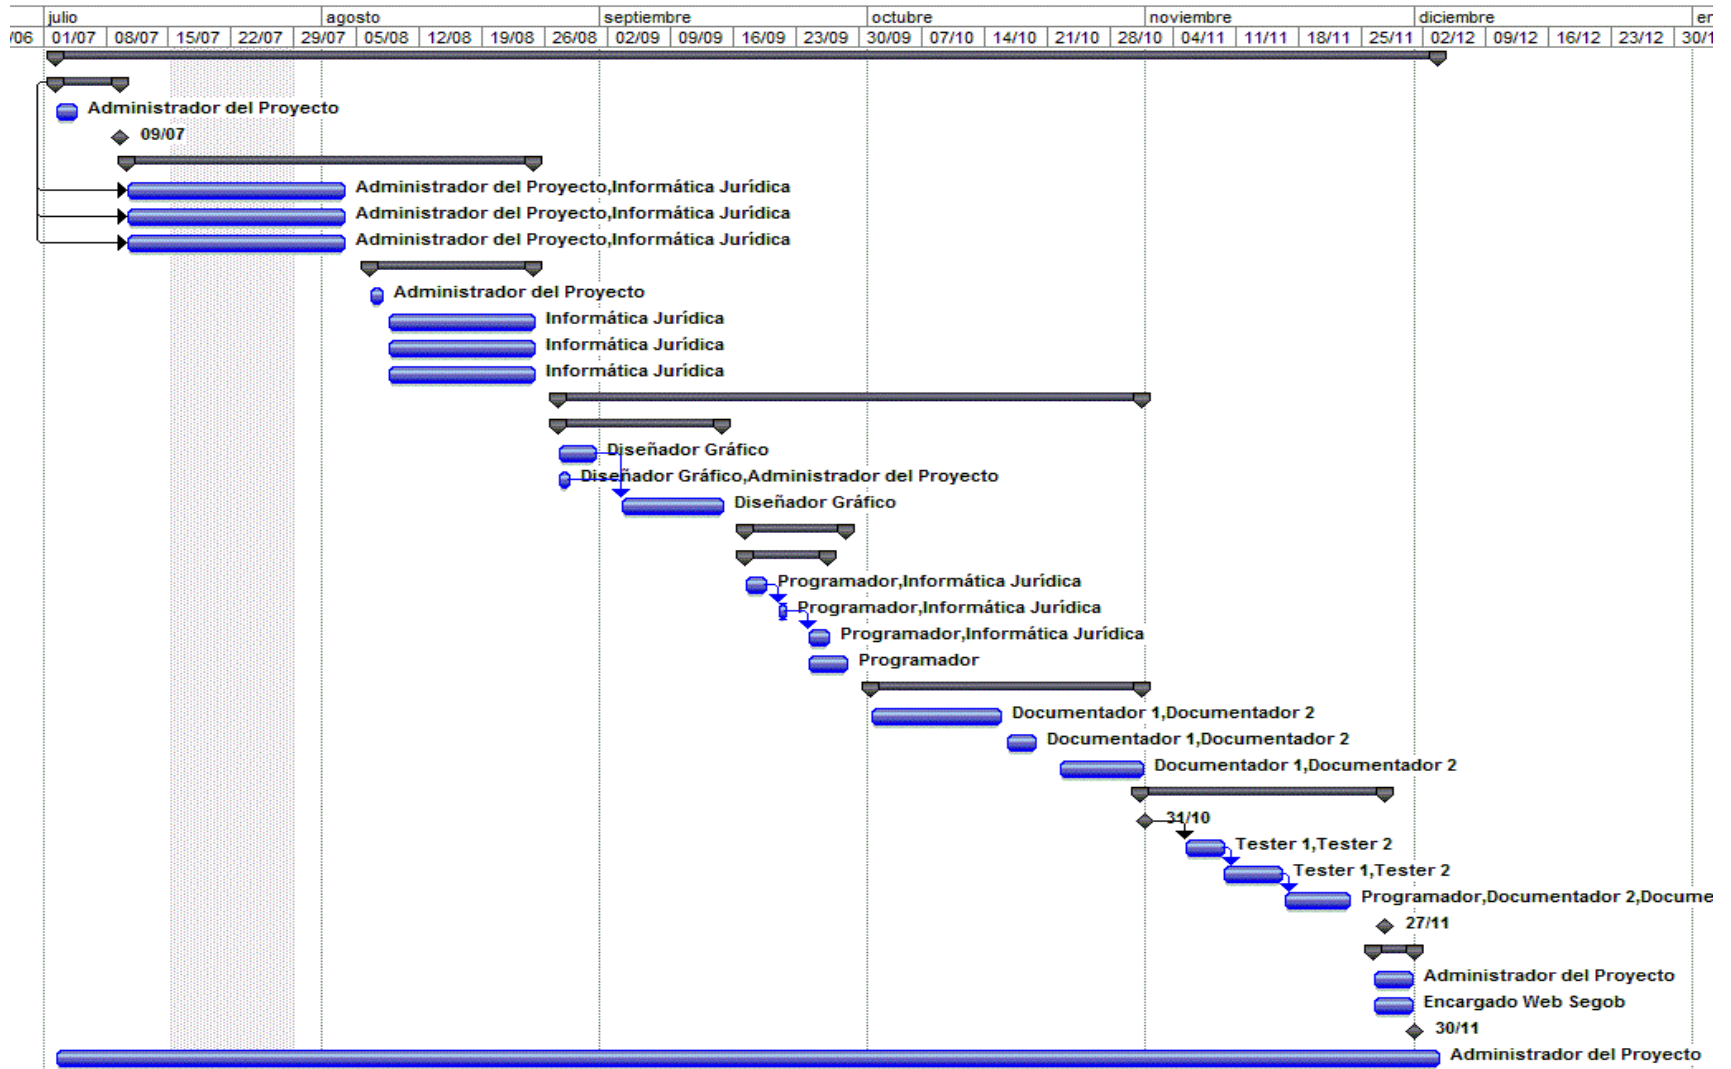 julio agosto septiembre octubre noviembre diciembre er
/06 01/07 08/07 15/07 22/07 29/07 05/08 12/08 19/08 26/08 02/09 09/09 16/09 23/09 30/09 07/10 14/10 21/10 28/10 04/11 11/11 18/11 25/11 02/12 09/12 16/12 23/12 30/1
Administrador del Proyecto
09/07
Administrador del Proyecto,Informática Jurídica
Administrador del Proyecto,Informática Jurídica
Administrador del Proyecto,Informática Jurídica
Administrador del Proyecto
Informática Jurídica
Informática Jurídica
Informática Jurídica
Diseñador Gráfico
Diseñador Gráfico,Administrador del Proyecto
Diseñador Gráfico
Programador,Informática Jurídica
Programador,Informática Jurídica
Programador,Informática Jurídica
Programador
Documentador 1,Documentador 2
Documentador 1,Documentador 2
Documentador 1,Documentador 2
31/10
Tester 1,Tester 2
Tester 1,Tester 2
Programador,Documentador 2,Docume
27/11
Administrador del Proyecto
Encargado Web Segob
30/11
Administrador del Proyecto